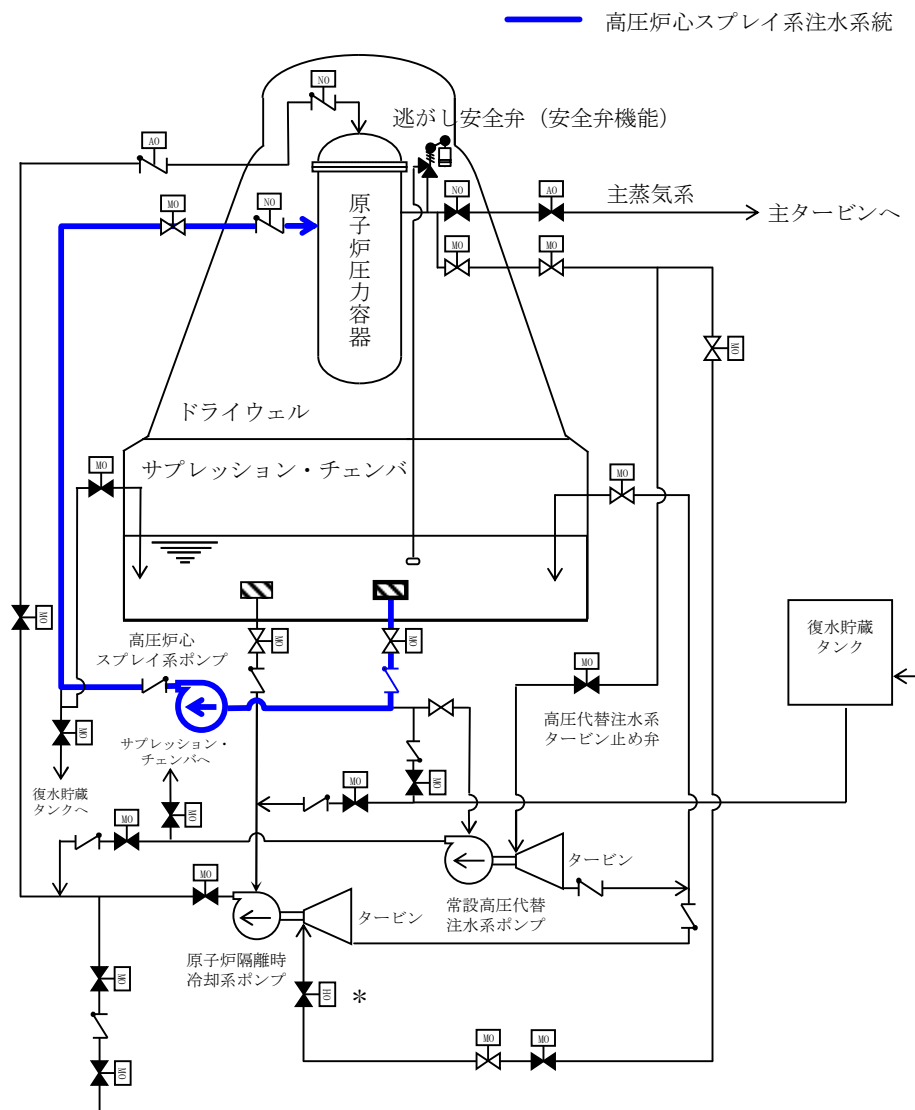 高圧炉心スプレイ系注水系統
NO
逃がし安全弁（安全弁機能）
AO
MO
NO
NO
AO
主蒸気系
主タービンへ
原子炉圧力容器
MO
MO
MO
ドライウェル
サプレッション・チェンバ
MO
MO
MO
MO
MO
高圧炉心
スプレイ系ポンプ
復水貯蔵
タンク
MO
高圧代替注水系
タービン止め弁
MO
サプレッション・
チェンバへ
復水貯蔵
タンクへ
MO
MO
MO
MO
タービン
常設高圧代替
注水系ポンプ
MO
タービン
原子炉隔離時
冷却系ポンプ
MO
HO
＊
MO
MO
MO